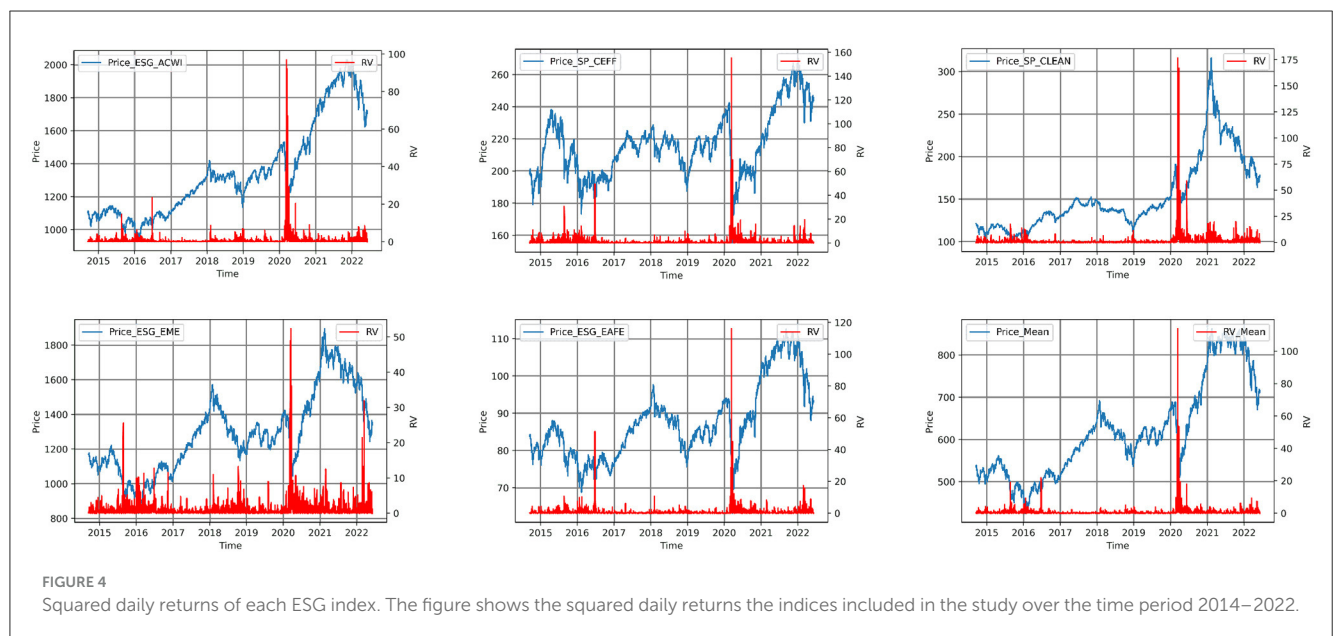 Price_ESG_ACWI
RV
2000
1800
1600
1400
1200
1000
Price
100
80
60
40
20
0
RV
2015 2016 2017 2018 2019 2020 2021 2022
Time
Price_SP_CEFF
RV
260
240
220
200
180
160
Price
160
140
120
100
80
60
40
20
0
RV
2015 2016 2017 2018 2019 2020 2021 2022
Time
Price_SP_CLEAN
RV
300
250
200
150
100
Price
175
150
125
100
75
50
25
0
RV
2015 2016 2017 2018 2019 2020 2021 2022
Time
Price_ESG_EME
RV
1800
1600
1400
1200
1000
800
Price
50
40
30
20
10
0
RV
2015 2016 2017 2018 2019 2020 2021 2022
Time
Price_ESG_EAFE
RV
110
100
90
80
70
Price
120
100
80
60
40
20
0
RV
2015 2016 2017 2018 2019 2020 2021 2022
Time
Price_Mean
RV_Mean
800
700
600
500
Price
100
80
60
40
20
0
RV
2015 2016 2017 2018 2019 2020 2021 2022
Time
FIGURE 4
Squared daily returns of each ESG index. The figure shows the squared daily returns the indices included in the study over the time period 2014–2022.